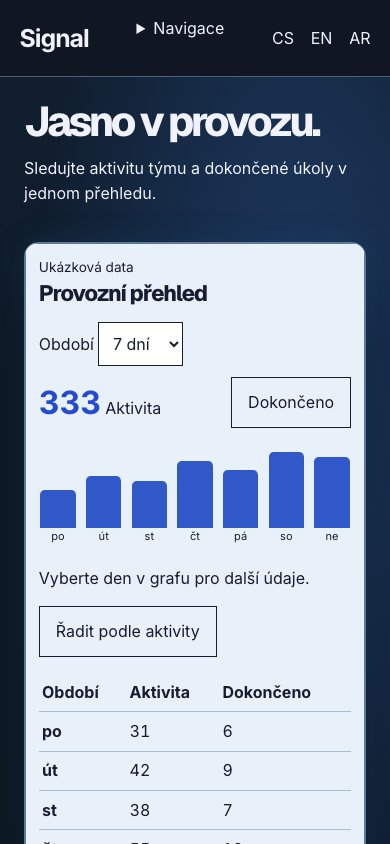 Signal
Navigace
CS EN AR
Jasno v provozu.
Sledujte aktivitu týmu a dokončené úkoly v
jednom přehledu.
Ukázková data
Provozní přehled
Období 7 dní
333 Aktivita
Dokončeno
po út st čt pá so ne
Vyberte den v grafu pro další údaje.
Řadit podle aktivity
Období Aktivita Dokončeno
po 31 6
út 42 9
st 38 7